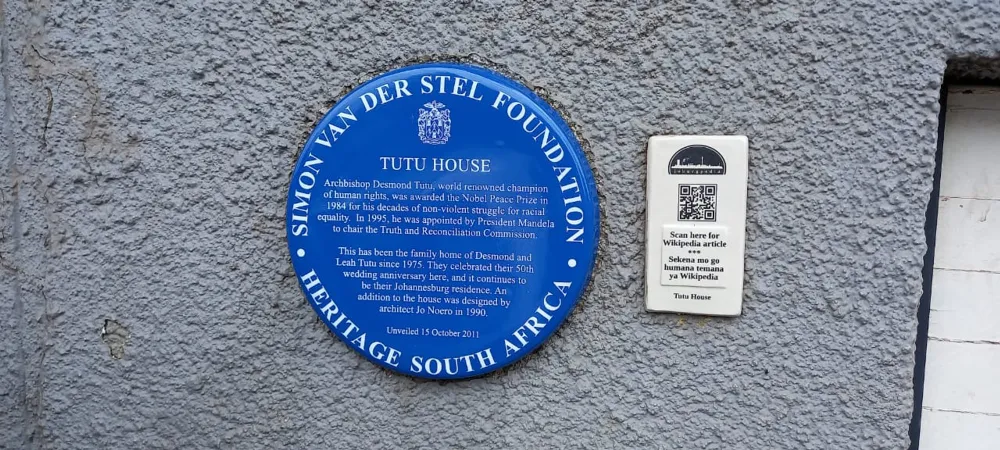 SIMON VAN DER STEL FOUNDATION
TUTU HOUSE
Archbishop Desmond Tutu, world renowned champion
of human rights, was awarded the Nobel Peace Prize in
1984 for his decades of non-violent struggle for racial
equality. In 1995, he was appointed by President Mandela
to chair the Truth and Reconciliation Commission.
This has been the family home of Desmond and
Leah Tutu since 1975. They celebrated their 50th
wedding anniversary here, and it continues to
be their Johannesburg residence. An
addition to the house was designed by
architect Jo Noero in 1990.
Unveiled 15 October 2011
• HERITAGE SOUTH AFRICA •
joburgpedia
Scan here for
Wikipedia article
***
Sekena mo go
humana temana
ya Wikipedia
Tutu House